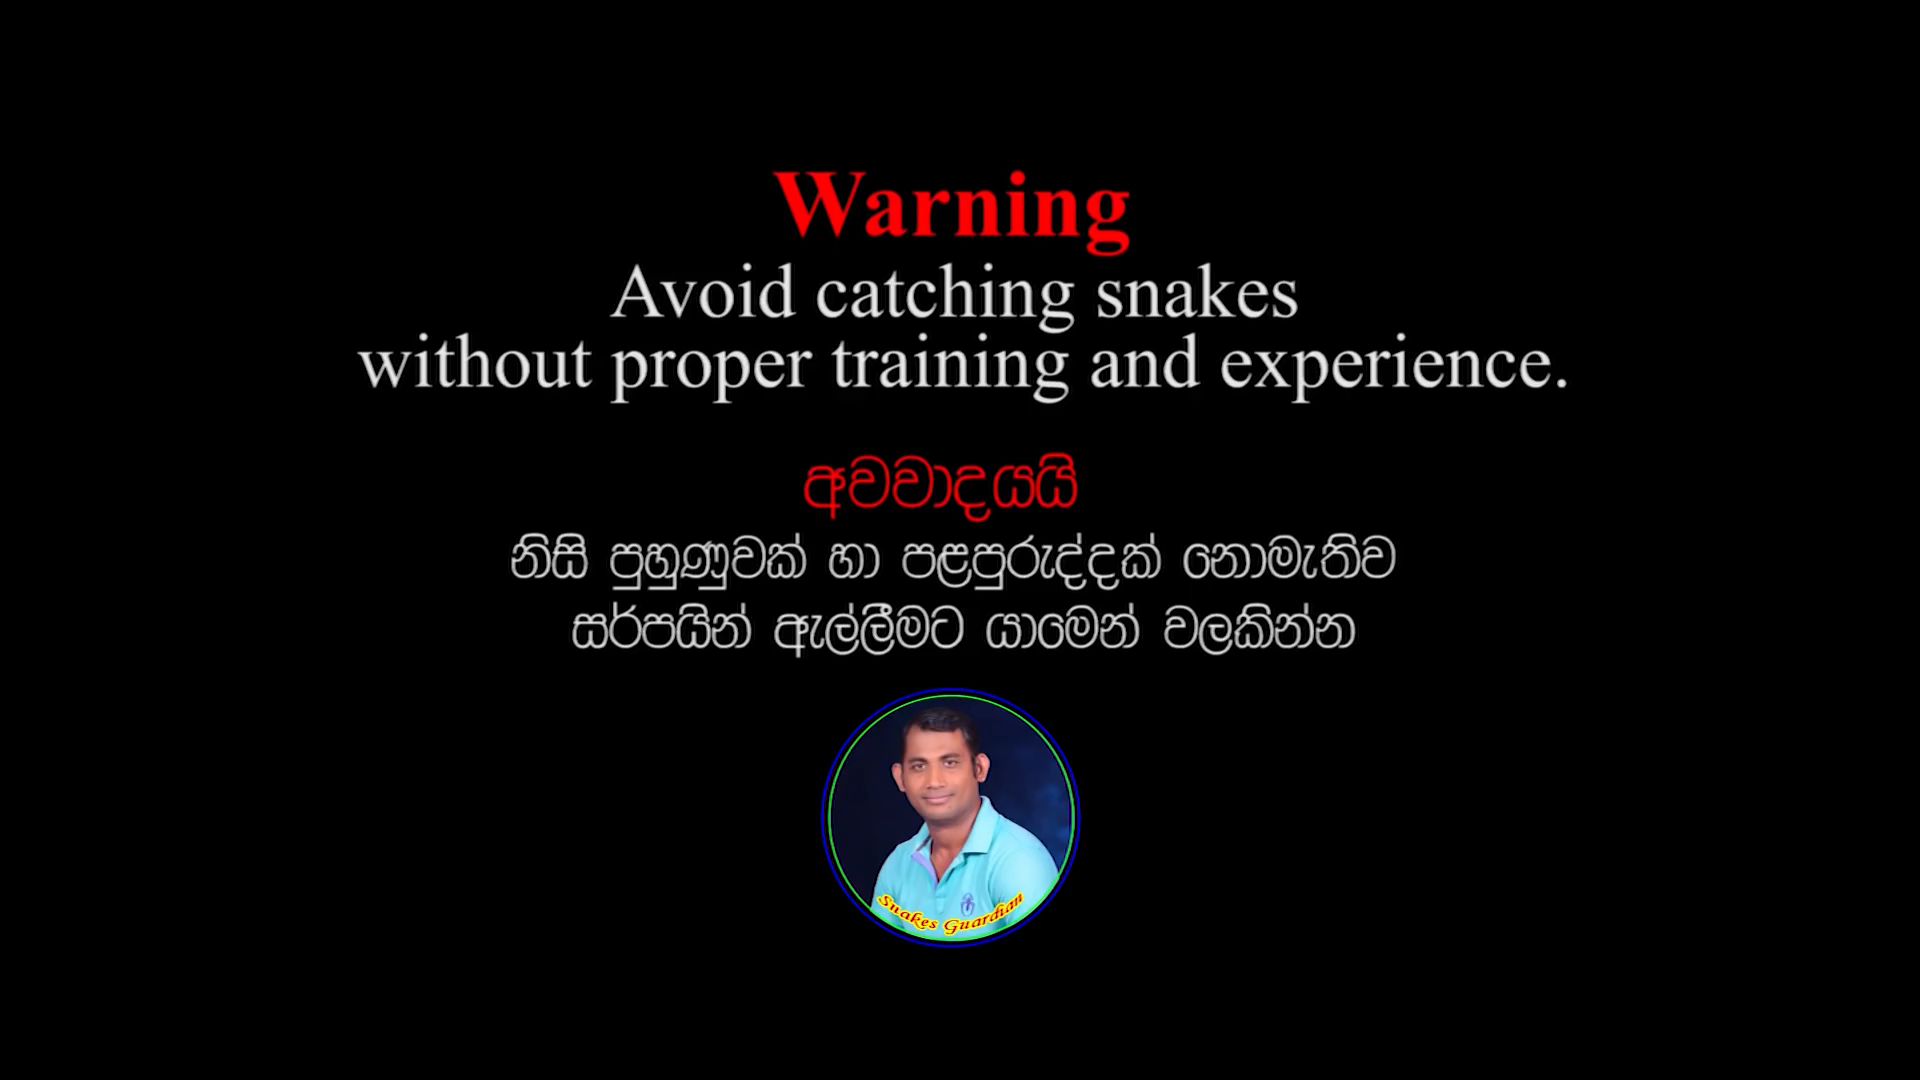 Warning
Avoid catching snakes
without proper training and experience.
අවවාදයයි
නිසි පුහුණුවක් හා පළපුරුද්දක් නොමැතිව
සර්පයින් ඇල්ලීමට යාමෙන් වලකින්න
Snakes Guardian